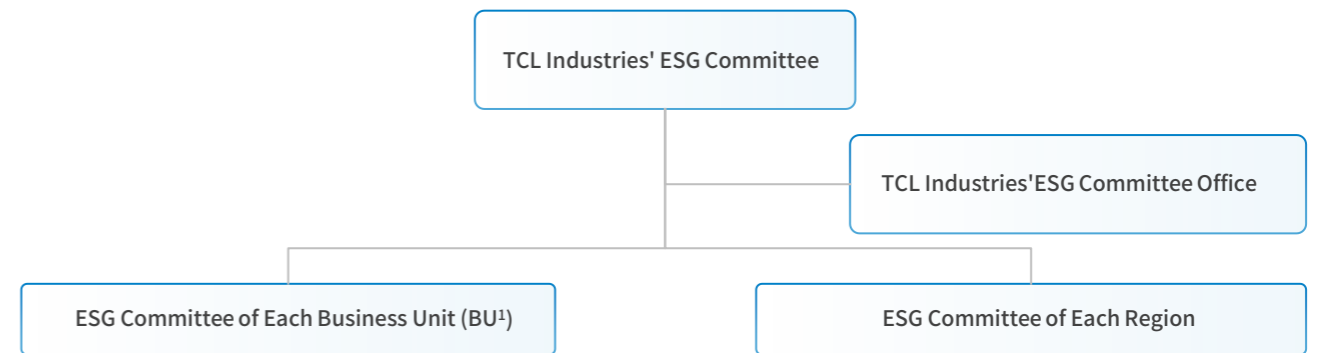 TCL Industries' ESG Committee
TCL Industries'ESG Committee Office
ESG Committee of Each Business Unit (BU¹)
ESG Committee of Each Region